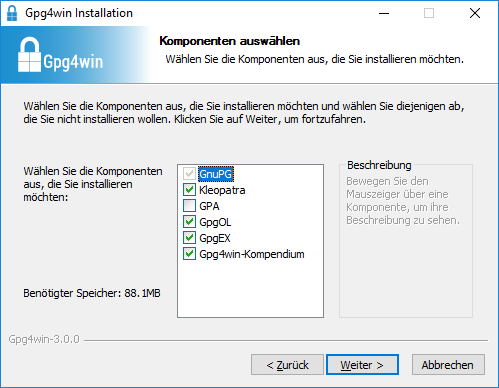 Gpg4win Installation
Gpg4win
Komponenten auswählen
Wählen Sie die Komponenten aus, die Sie installieren möchten.
Wählen Sie die Komponenten aus, die Sie installieren möchten und wählen Sie diejenigen ab,
die Sie nicht installieren wollen. Klicken Sie auf Weiter, um fortzufahren.
Wählen Sie die Komponenten
aus, die Sie installieren
möchten:
GnuPG
Kleopatra
GPA
GpgOL
GpgEX
Gpg4win-Kompendium
Beschreibung
Bewegen Sie den
Mauszeiger über eine
Komponente, um ihre
Beschreibung zu sehen.
Benötigter Speicher: 88.1MB
Gpg4win-3.0.0
< Zurück
Weiter >
Abbrechen